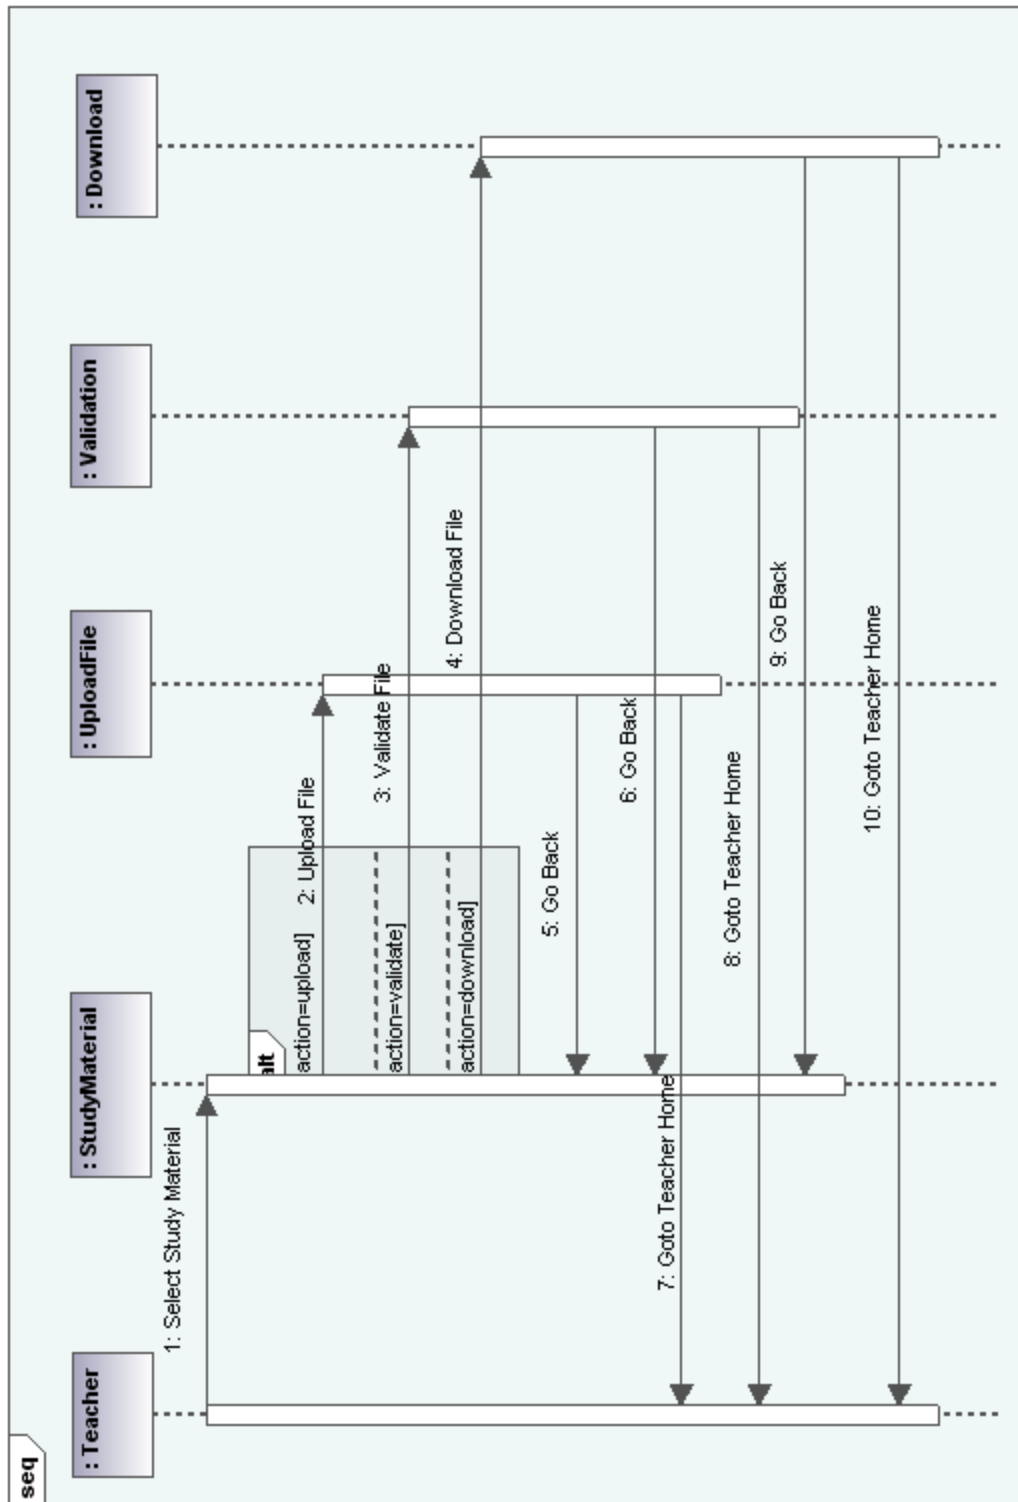 seq
: Teacher
: StudyMaterial
: UploadFile
: Validation
: Download
1: Select Study Material
alt
action=upload]
2: Upload File
action=validate]
3: Validate File
action=download]
4: Download File
5: Go Back
6: Go Back
7: Goto Teacher Home
8: Goto Teacher Home
9: Go Back
10: Goto Teacher Home